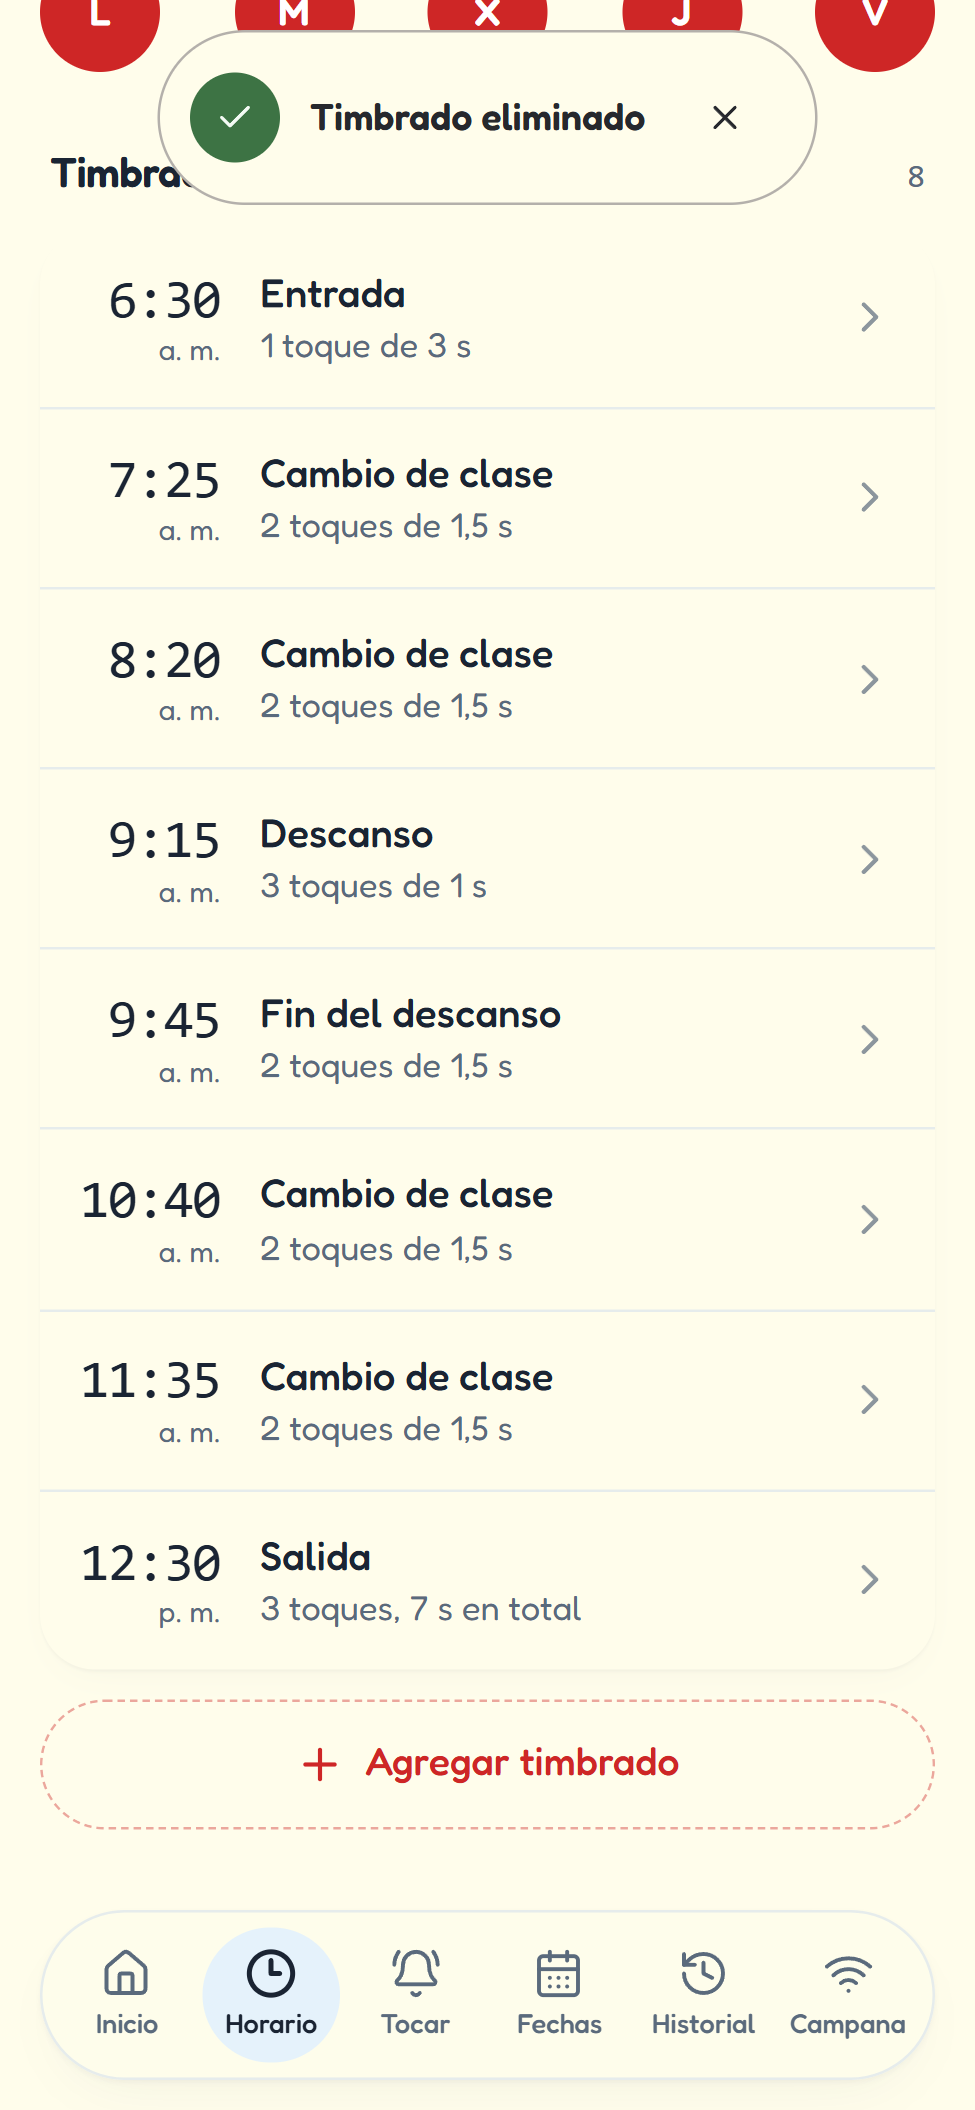 L M X J V
Timbrado eliminado
8
6:30 Entrada
a. m. 1 toque de 3 s
7:25 Cambio de clase
a. m. 2 toques de 1,5 s
8:20 Cambio de clase
a. m. 2 toques de 1,5 s
9:15 Descanso
a. m. 3 toques de 1 s
9:45 Fin del descanso
a. m. 2 toques de 1,5 s
10:40 Cambio de clase
a. m. 2 toques de 1,5 s
11:35 Cambio de clase
a. m. 2 toques de 1,5 s
12:30 Salida
p. m. 3 toques, 7 s en total
Agregar timbrado
Inicio Horario Tocar Fechas Historial Campana